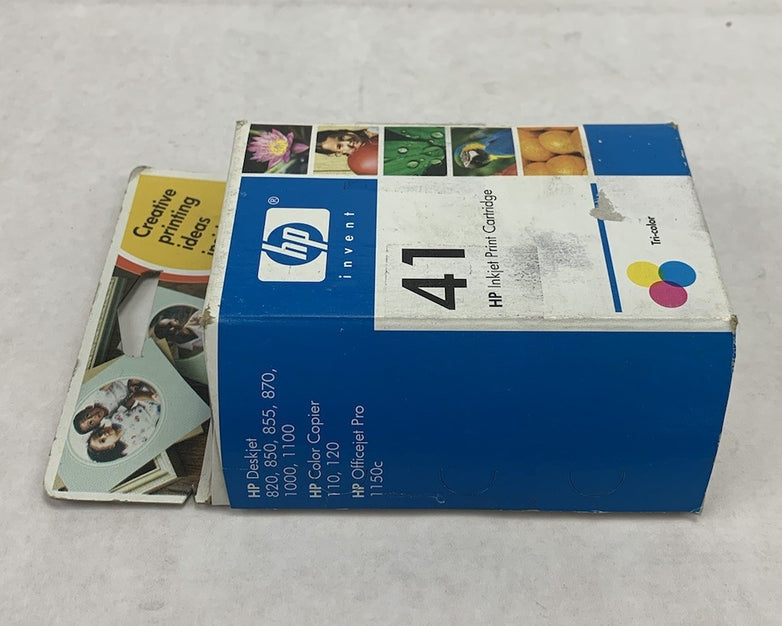 Creative
printing
ideas
hp
®
invent
41
HP Inkjet Print Cartridge
Tri-color
HP Deskjet
820, 850, 855, 870,
1000, 1100
HP Color Copier
110, 120
HP Officejet Pro
1150c